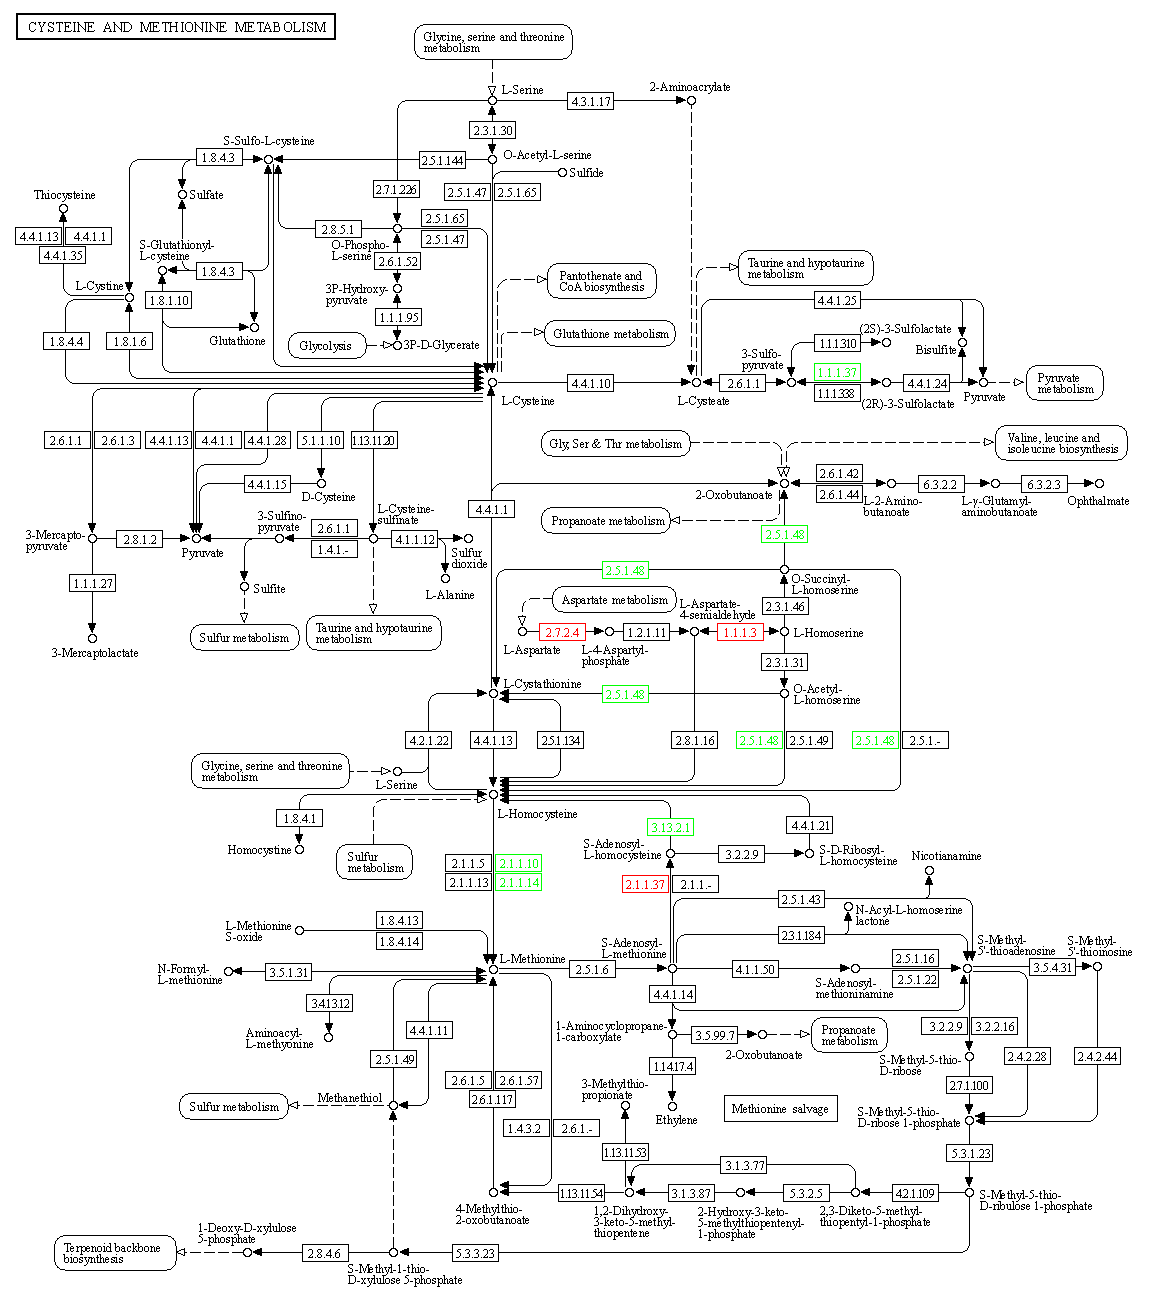 CYSTEINE AND METHIONINE METABOLISM
Glycine, serine and threonine
metabolism
L-Serine
4.3.1.17
2-Aminoacrylate
2.3.1.30
S-Sulfo-L-cysteine
1.8.4.3
2.5.1.144
O-Acetyl-L-serine
Sulfide
Thiocysteine
Sulfate
2.7.1.226
2.5.1.47
2.5.1.65
4.4.1.13
4.4.1.1
4.4.1.35
S-Glutathionyl-
L-cysteine
2.8.5.1
2.5.1.65
2.5.1.47
O-Phospho-
L-serine
1.8.4.3
2.6.1.52
Pantothenate and
CoA biosynthesis
Taurine and hypotaurine
metabolism
L-Cystine
1.8.1.10
3P-Hydroxy-
pyruvate
4.4.1.25
1.1.1.95
Glutathione metabolism
(2S)-3-Sulfolactate
1.8.4.4
1.8.1.6
Glutathione
Glycolysis
3P-D-Glycerate
1.1.1.310
Bisulfite
3-Sulfo-
pyruvate
1.1.1.37
L-Cysteine
4.4.1.10
L-Cysteate
2.6.1.1
1.1.1.338
4.4.1.24
(2R)-3-Sulfolactate
Pyruvate
Pyruvate
metabolism
2.6.1.1
2.6.1.3
4.4.1.13
4.4.1.1
4.4.1.28
5.1.1.10
1.13.11.20
Gly, Ser & Thr metabolism
Valine, leucine and
isoleucine biosynthesis
4.4.1.15
D-Cysteine
2-Oxobutanoate
2.6.1.42
2.6.1.44
L-2-Amino-
butanoate
6.3.2.2
L-γ-Glutamyl-
aminobutanoate
6.3.2.3
Ophthalmate
4.4.1.1
Propanoate metabolism
3-Mercapto-
pyruvate
2.8.1.2
Pyruvate
3-Sulfino-
pyruvate
2.6.1.1
1.4.1.-
L-Cysteine-
sulfinate
4.1.1.12
Sulfur
dioxide
2.5.1.48
1.1.1.27
Sulfite
L-Alanine
2.5.1.48
O-Succinyl-
L-homoserine
Aspartate metabolism
L-Aspartate-
4-semialdehyde
2.3.1.46
3-Mercaptolactate
Sulfur metabolism
Taurine and hypotaurine
metabolism
L-Aspartate
2.7.2.4
L-4-Aspartyl-
phosphate
1.2.1.11
1.1.1.3
L-Homoserine
2.3.1.31
L-Cystathionine
2.5.1.48
O-Acetyl-
L-homoserine
4.2.1.22
4.4.1.13
2.5.1.134
2.8.1.16
2.5.1.48
2.5.1.49
2.5.1.48
2.5.1.-
Glycine, serine and threonine
metabolism
L-Serine
L-Homocysteine
1.8.4.1
Homocystine
Sulfur
metabolism
3.13.2.1
4.4.1.21
S-Adenosyl-
L-homocysteine
3.2.2.9
S-D-Ribosyl-
L-homocysteine
Nicotianamine
2.1.1.5
2.1.1.10
2.1.1.13
2.1.1.14
2.1.1.37
2.1.1.-
2.5.1.43
N-Acyl-L-homoserine
lactone
L-Methionine
S-oxide
1.8.4.13
1.8.4.14
2.3.1.184
S-Adenosyl-
L-methionine
S-Methyl-
5'-thioadenosine
S-Methyl-
5'-thioinosine
N-Formyl-
L-methionine
3.5.1.31
L-Methionine
2.5.1.6
4.1.1.50
S-Adenosyl-
methioninamine
2.5.1.16
2.5.1.22
3.5.4.31
3.4.13.12
Aminoacyl-
L-methyonine
4.4.1.11
4.4.1.14
1-Aminocyclopropane-
1-carboxylate
3.5.99.7
2-Oxobutanoate
Propanoate
metabolism
3.2.2.9
3.2.2.16
2.5.1.49
1.14.17.4
S-Methyl-5-thio-
D-ribose
2.4.2.28
2.4.2.44
2.6.1.5
2.6.1.57
2.6.1.117
3-Methylthio-
propionate
2.7.1.100
Sulfur metabolism
Methanethiol
Ethylene
Methionine salvage
S-Methyl-5-thio-
D-ribose 1-phosphate
1.4.3.2
2.6.1.-
1.13.11.53
5.3.1.23
3.1.3.77
1.13.11.54
3.1.3.87
5.3.2.5
4.2.1.109
4-Methylthio-
2-oxobutanoate
1,2-Dihydroxy-
3-keto-5-methyl-
thiopentene
2-Hydroxy-3-keto-
5-methylthiopentenyl-
1-phosphate
2,3-Diketo-5-methyl-
thiopentyl-1-phosphate
S-Methyl-5-thio-
D-ribulose 1-phosphate
1-Deoxy-D-xylulose
5-phosphate
Terpenoid backbone
biosynthesis
2.8.4.6
5.3.3.23
S-Methyl-1-thio-
D-xylulose 5-phosphate